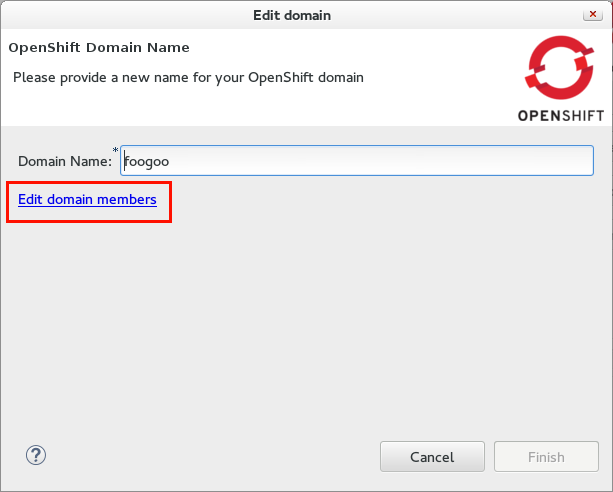 Edit domain
OpenShift Domain Name
Please provide a new name for your OpenShift domain
OPENSHIFT
Domain Name:* foogoo
Edit domain members
?
Cancel Finish